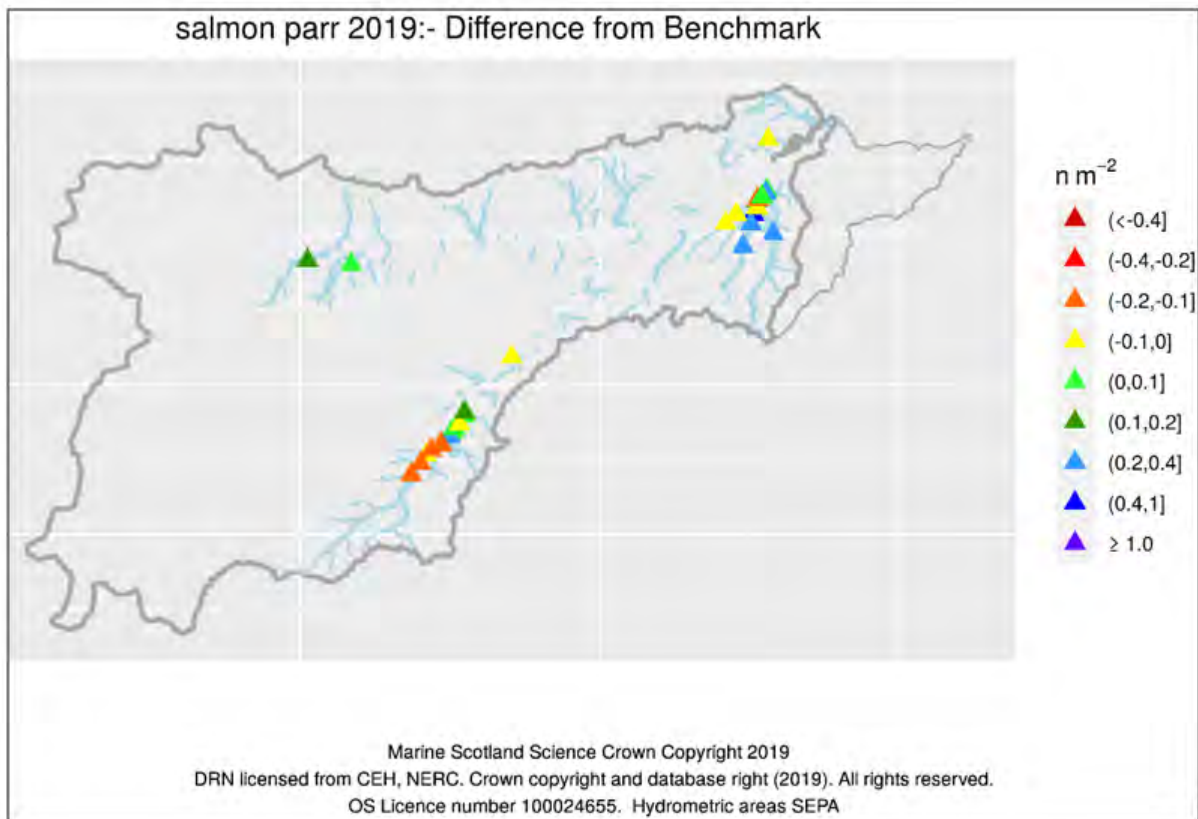 salmon parr 2019:- Difference from Benchmark
n m⁻²
(<-0.4]
(-0.4,-0.2]
(-0.2,-0.1]
(-0.1,0]
(0,0.1]
(0.1,0.2]
(0.2,0.4]
(0.4,1]
≥ 1.0
Marine Scotland Science Crown Copyright 2019
DRN licensed from CEH, NERC. Crown copyright and database right (2019). All rights reserved.
OS Licence number 100024655. Hydrometric areas SEPA